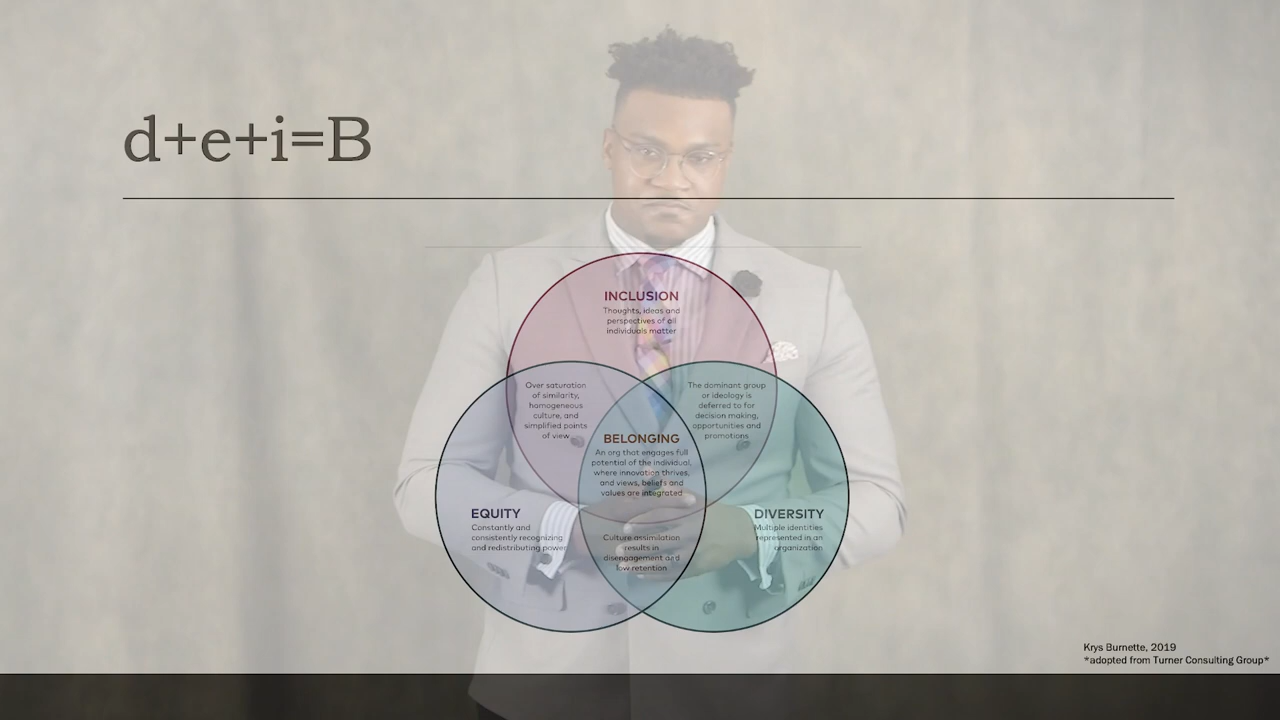 d+e+i=B
INCLUSION
Thoughts, ideas and
perspectives of all
individuals matter
Over saturation
of similarity,
homogeneous
culture, and
simplified points
of view
The dominant group
or ideology is
deferred to for
decision making,
opportunities and
promotions
BELONGING
An org that engages full
potential of the individual,
where innovation thrives,
and views, beliefs and
values are integrated
EQUITY
Constantly and
consistently recognizing
and redistributing power
DIVERSITY
Multiple identities
represented in an
organization
Culture assimilation
results in
disengagement and
low retention
Krys Burnette, 2019
*adopted from Turner Consulting Group*